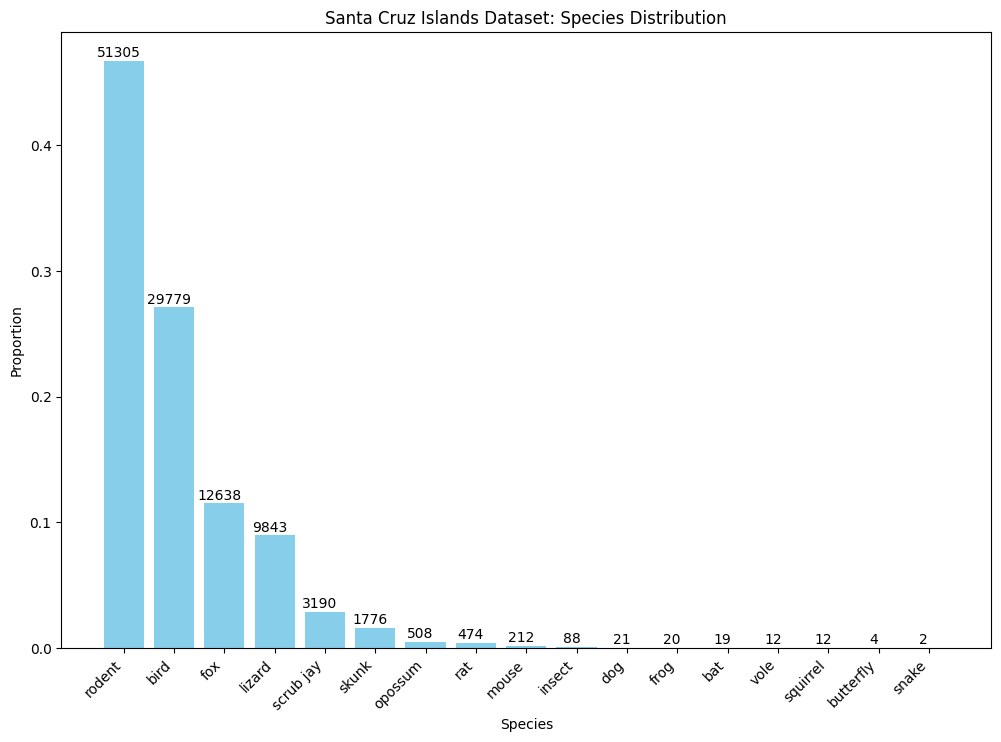 Santa Cruz Islands Dataset: Species Distribution
51305
29779
12638
9843
3190
1776
508
474
212
88
21
20
19
12
12
4
2
Proportion
0.4
0.3
0.2
0.1
0.0
rodent
bird
fox
lizard
scrub jay
skunk
opossum
rat
mouse
insect
dog
frog
bat
vole
squirrel
butterfly
snake
Species